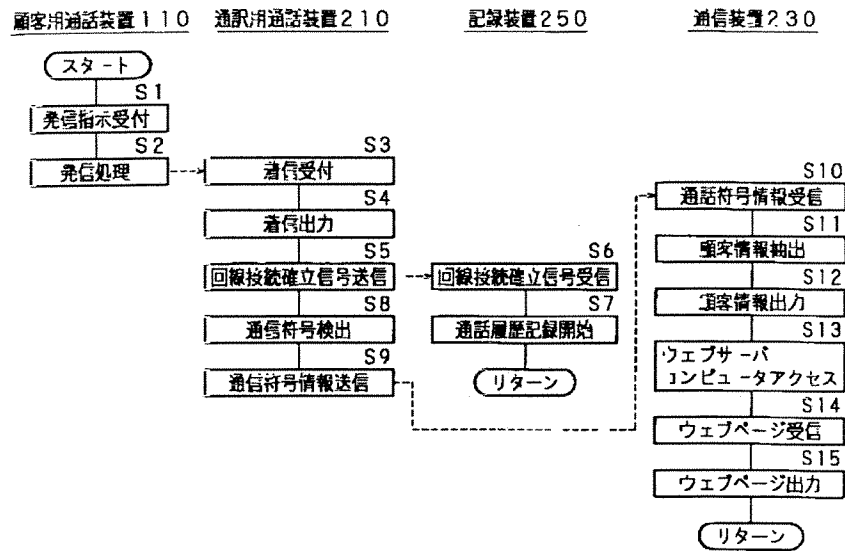 顧客用通話装置110
通訳用通話装置210
記録装置250
通信装置230
スタート
S1
発信指示受付
S2
発信処理
S3
着信受付
S4
着信出力
S5
回線接続確立信号送信
S8
通信符号検出
S9
通信符号情報送信
S6
回線接続確立信号受信
S7
通話履歴記録開始
リターン
S10
通話符号情報受信
S11
顧客情報抽出
S12
顧客情報出力
S13
ウェブサーバ
コンピュータアクセス
S14
ウェブページ受信
S15
ウェブページ出力
リターン